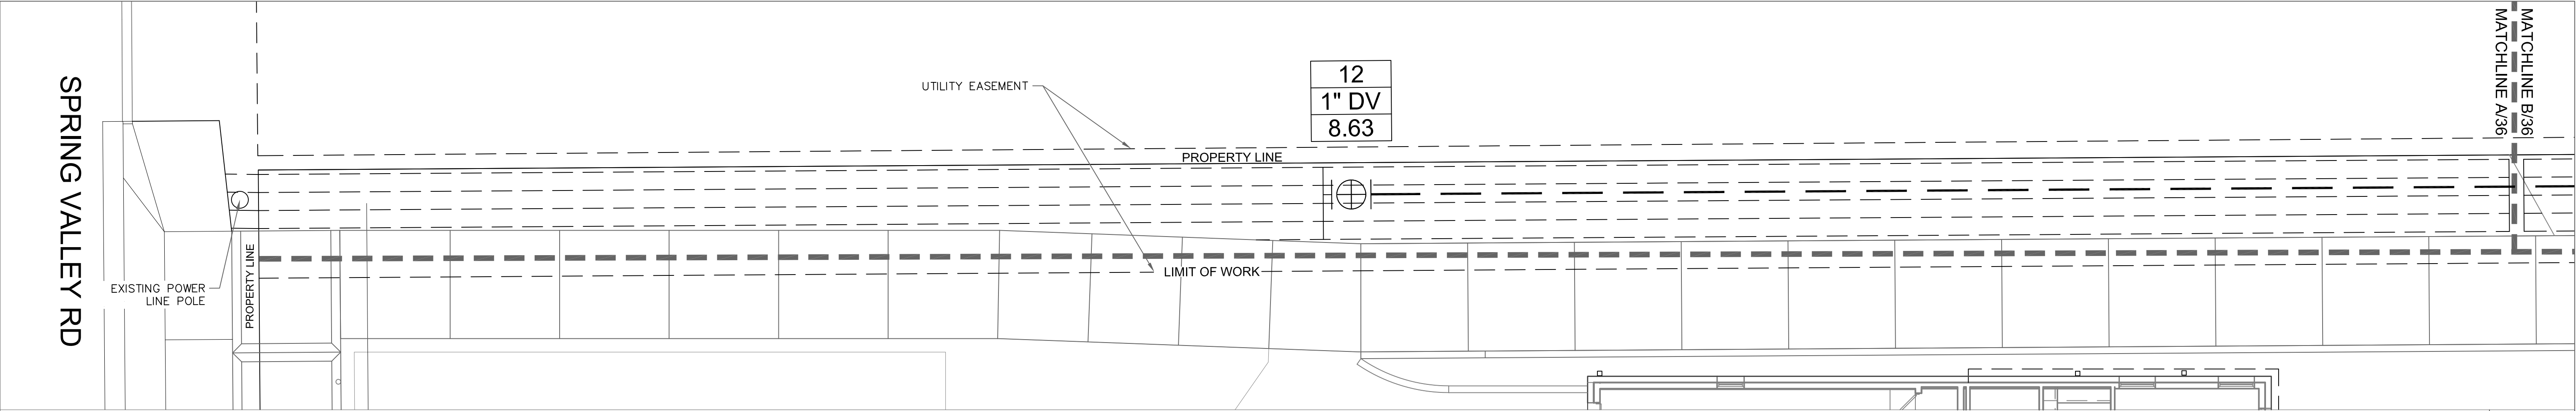 SPRING VALLEY RD
EXISTING POWER
LINE POLE
PROPERTY LINE
UTILITY EASEMENT
12
1" DV
8.63
PROPERTY LINE
LIMIT OF WORK
MATCHLINE A/36
MATCHLINE B/36